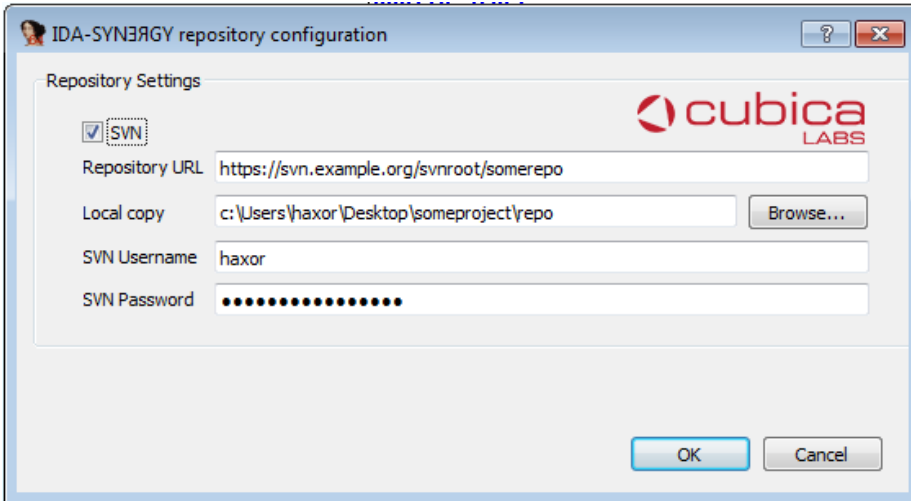 IDA-SYNƎЯGY repository configuration
Repository Settings
cubica
LABS
SVN
Repository URL https://svn.example.org/svnroot/somerepo
Local copy c:\Users\haxor\Desktop\someproject\repo Browse...
SVN Username haxor
SVN Password ●●●●●●●●●●●●●●●●
OK Cancel